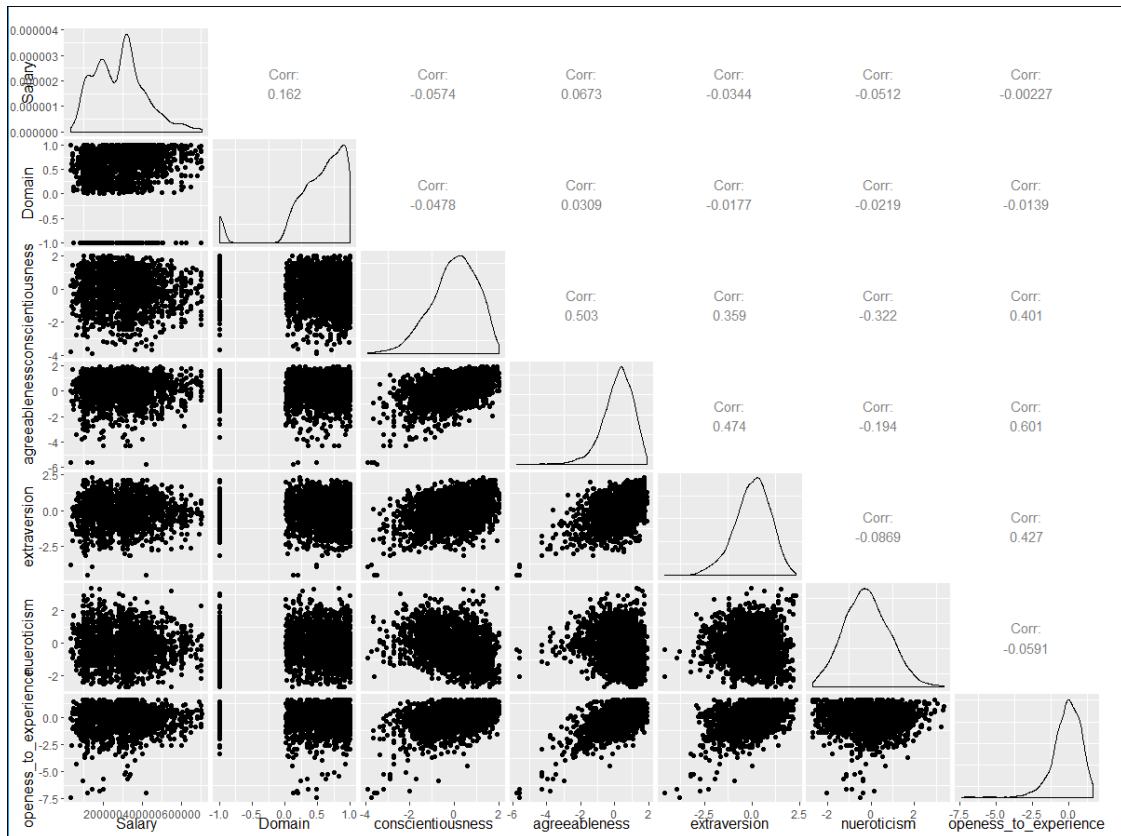 0.000004
0.000003
0.000002
0.000001
0.000000
Salary
Corr:
0.162
Corr:
-0.0574
Corr:
0.0673
Corr:
-0.0344
Corr:
-0.0512
Corr:
-0.00227
1.0
0.5
0.0
-0.5
-1.0
Domain
Corr:
-0.0478
Corr:
0.0309
Corr:
-0.0177
Corr:
-0.0219
Corr:
-0.0139
2
0
-2
-4
conscientiousness
Corr:
0.503
Corr:
0.359
Corr:
-0.322
Corr:
0.401
2
0
-2
-4
-6
agreeableness
Corr:
0.474
Corr:
-0.194
Corr:
0.601
2.5
0.0
-2.5
extraversion
Corr:
-0.0869
Corr:
0.427
2
0
-2
nueroticism
Corr:
-0.0591
0.0
-2.5
-5.0
-7.5
openess_to_experience
200000 400000 600000
-1.0 -0.5 0.0 0.5 1.0
-4 -2 0 2
-6 -4 -2 0 2
-2.5 0.0 2.5
-2 0 2
-7.5 -5.0 -2.5 0.0
Salary Domain conscientiousness agreeableness extraversion nueroticism openess_to_experience